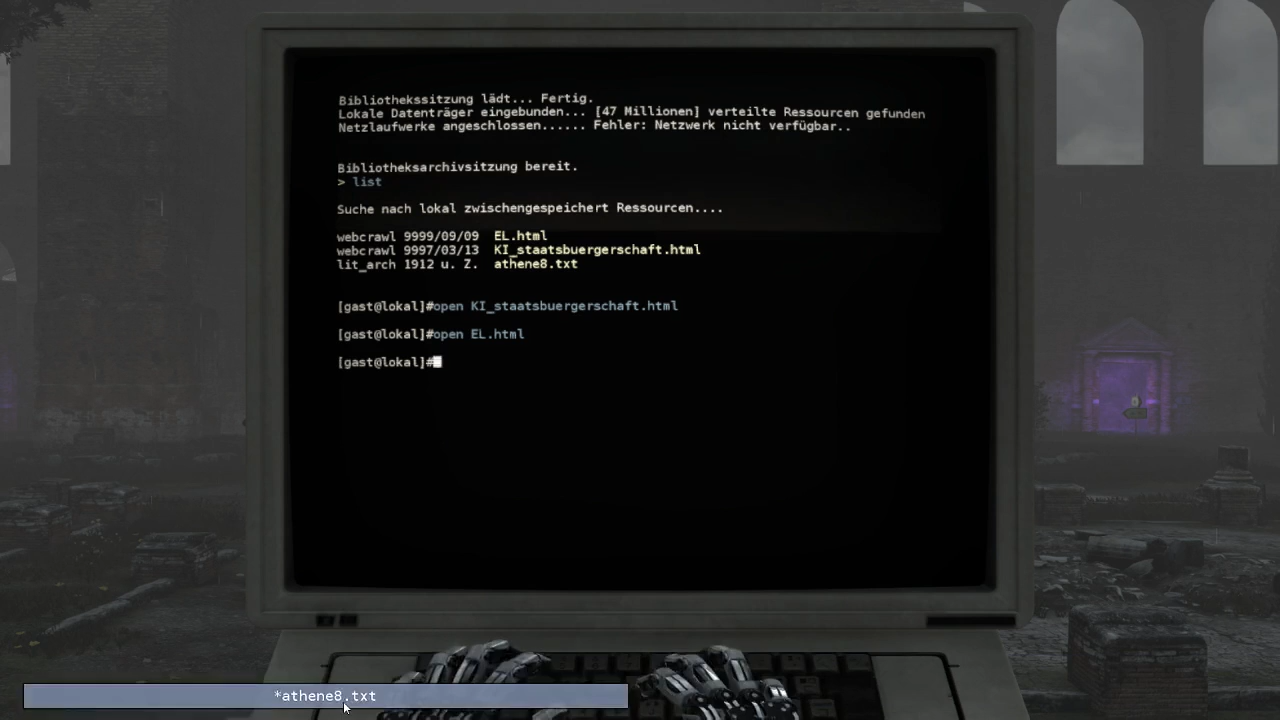 Bibliothekssitzung lädt... Fertig.
Lokale Datenträger eingebunden... [47 Millionen] verteilte Ressourcen gefunden
Netzlaufwerke angeschlossen...... Fehler: Netzwerk nicht verfügbar..
Bibliotheksarchivsitzung bereit.
> list
Suche nach lokal zwischengespeichert Ressourcen....
webcrawl 9999/09/09 EL.html
webcrawl 9997/03/13 KI_staatsbuergerschaft.html
lit_arch 1912 u. Z. athene8.txt
[gast@lokal]#open KI_staatsbuergerschaft.html
[gast@lokal]#open EL.html
[gast@lokal]#
*athene8.txt